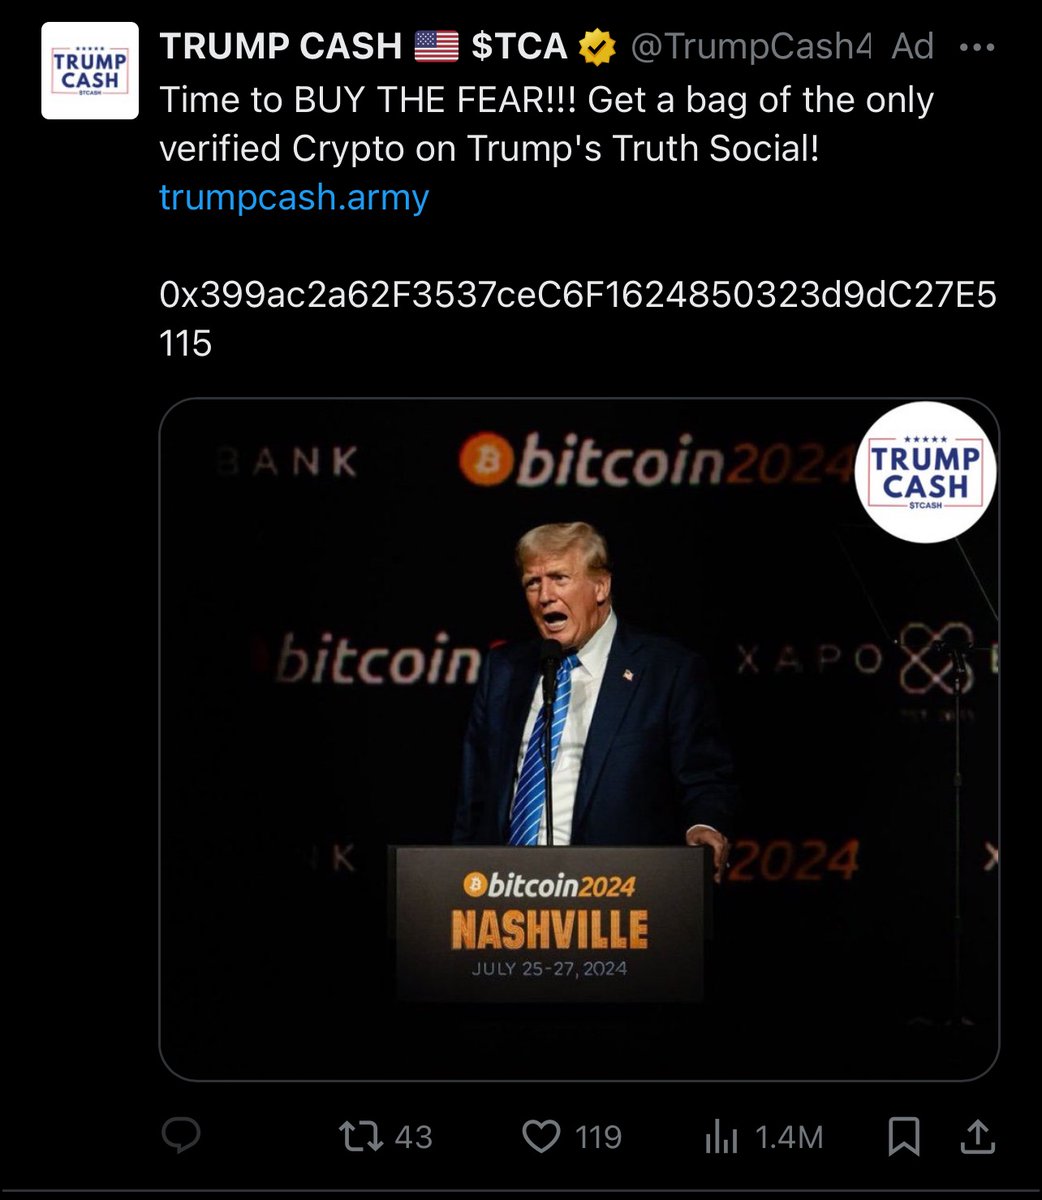 TRUMP CASH 🇺🇸 $TCA @TrumpCash4 Ad
TRUMP
CASH
$TCASH
Time to BUY THE FEAR!!! Get a bag of the only
verified Crypto on Trump's Truth Social!
trumpcash.army
0x399ac2a62F3537ceC6F1624850323d9dC27E5
115
BANK
bitcoin2024
TRUMP
CASH
$TCASH
bitcoin
XAPO
K
2024
bitcoin2024
NASHVILLE
JULY 25-27, 2024
43 119 1.4M